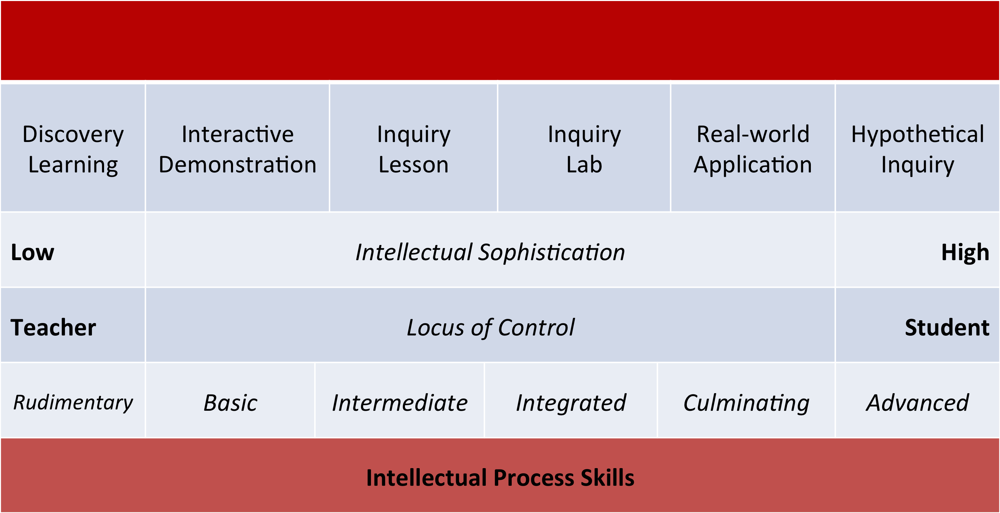 Discovery Learning
Interactive Demonstration
Inquiry Lesson
Inquiry Lab
Real-world Application
Hypothetical Inquiry
Low
Intellectual Sophistication
High
Teacher
Locus of Control
Student
Rudimentary
Basic
Intermediate
Integrated
Culminating
Advanced
Intellectual Process Skills